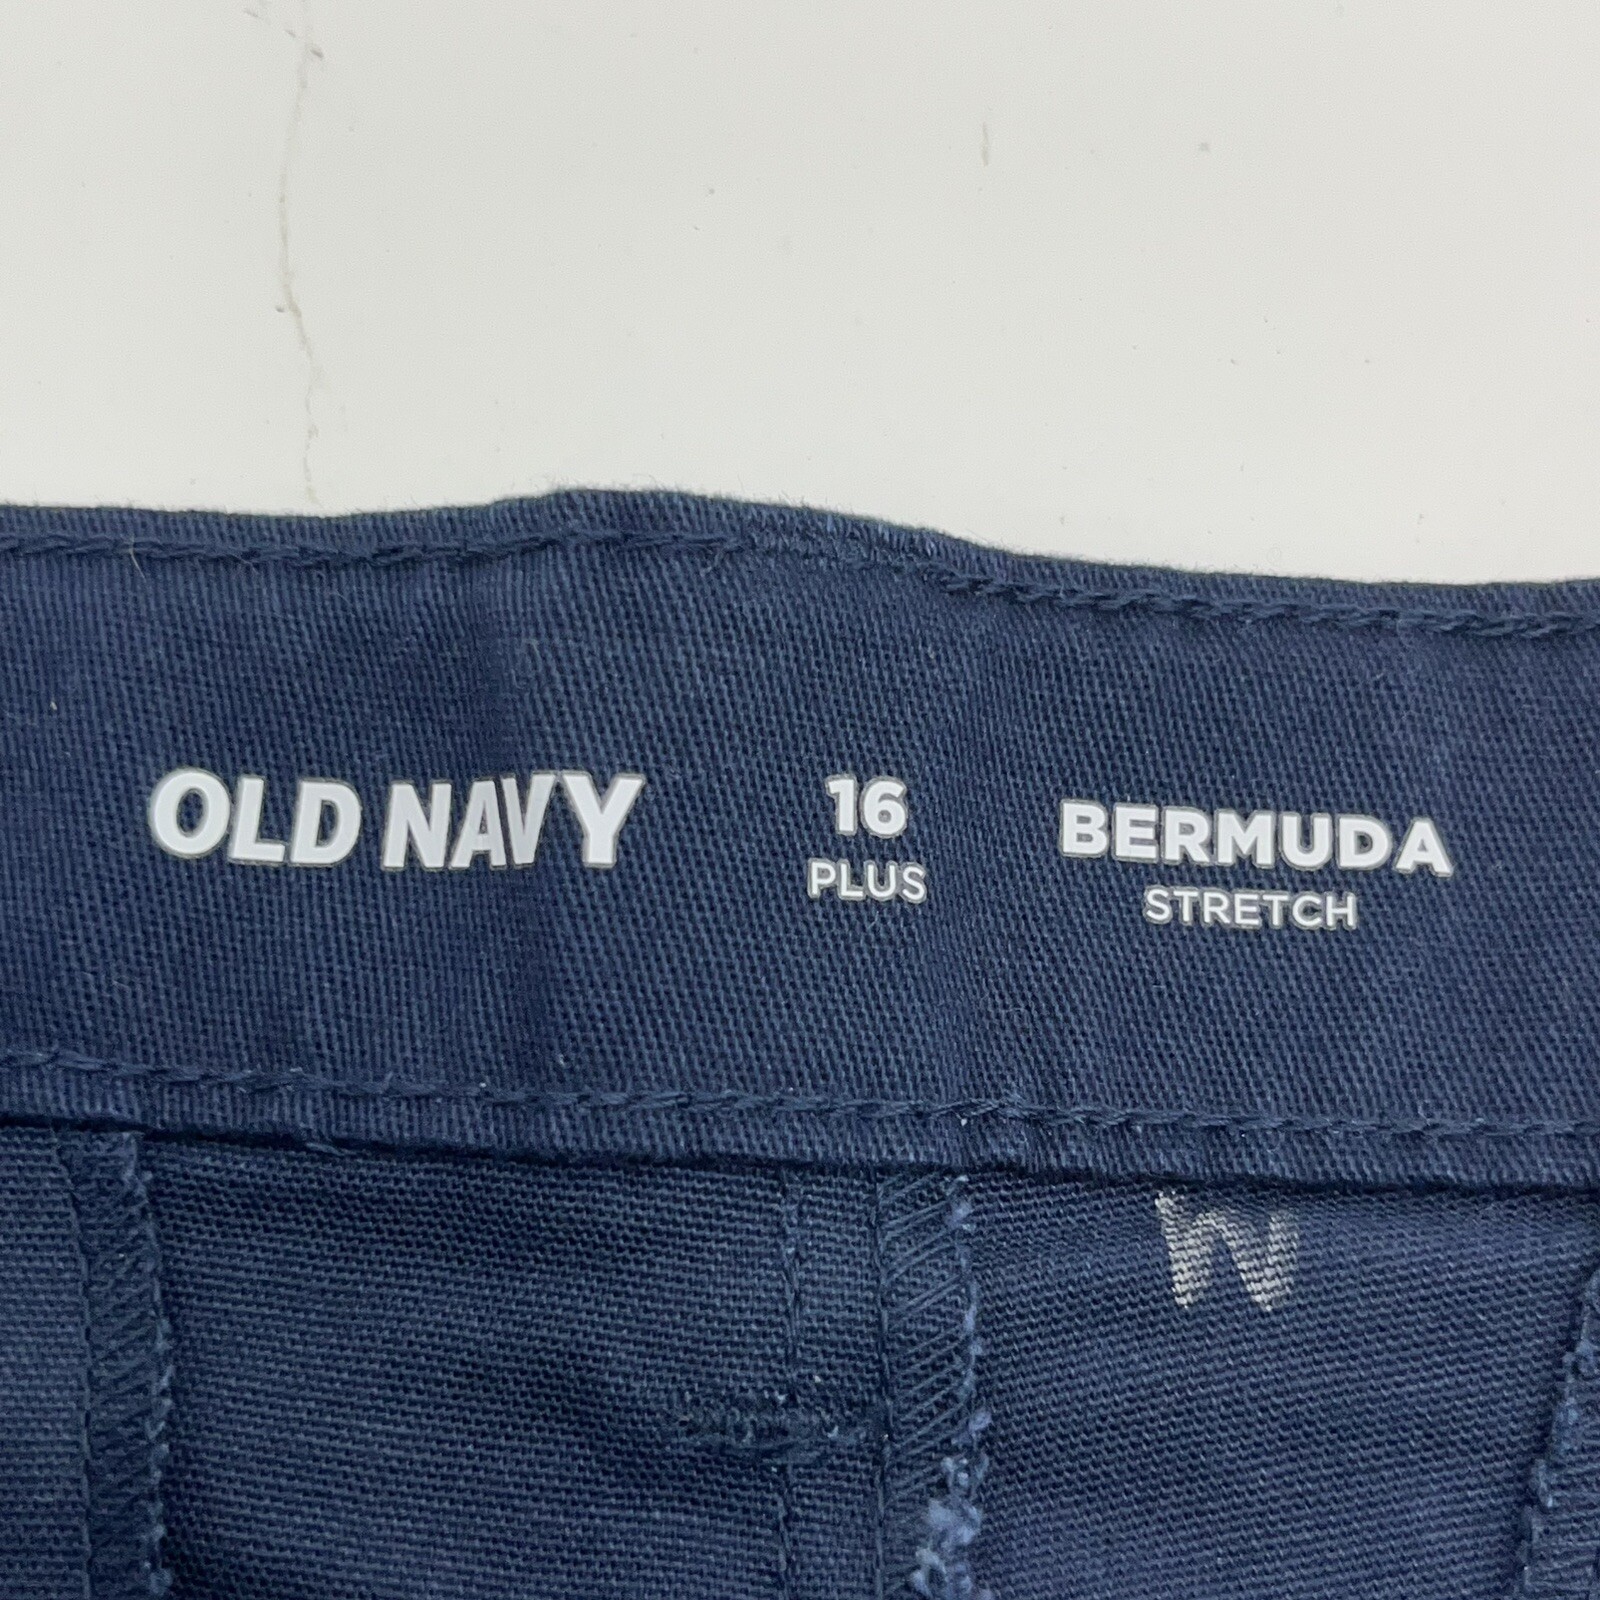 OLD NAVY
16
PLUS
BERMUDA
STRETCH